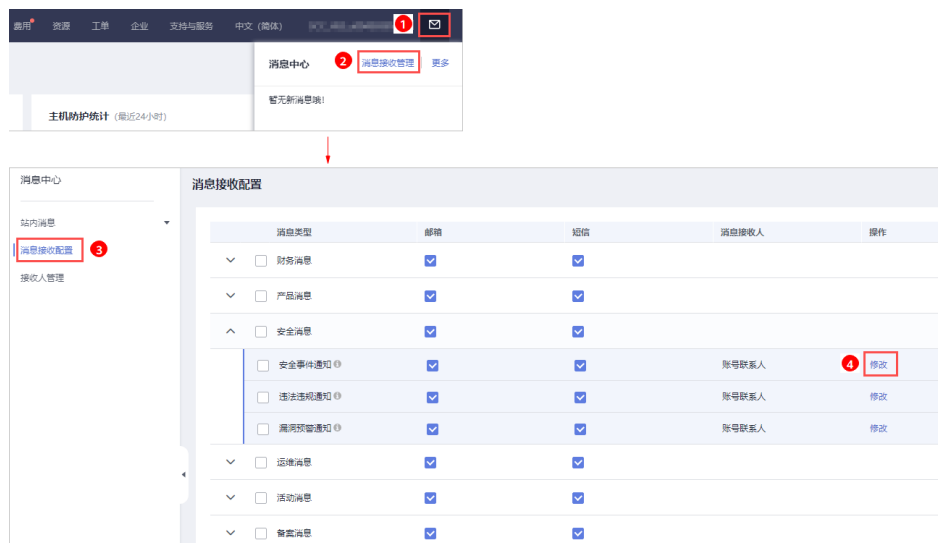 费用 资源 工单 企业 支持与服务 中文 (简体) 1
消息中心 2 消息接收管理 更多
暂无新消息哦!
主机防护统计 (最近24小时)
消息中心
消息接收配置
站内消息
消息接收配置 3
接收人管理
消息类型 邮箱 短信 消息接收人 操作
财务消息
产品消息
安全消息
安全事件通知 账号联系人 4 修改
违法违规通知 账号联系人 修改
漏洞预警通知 账号联系人 修改
运维消息
活动消息
备案消息